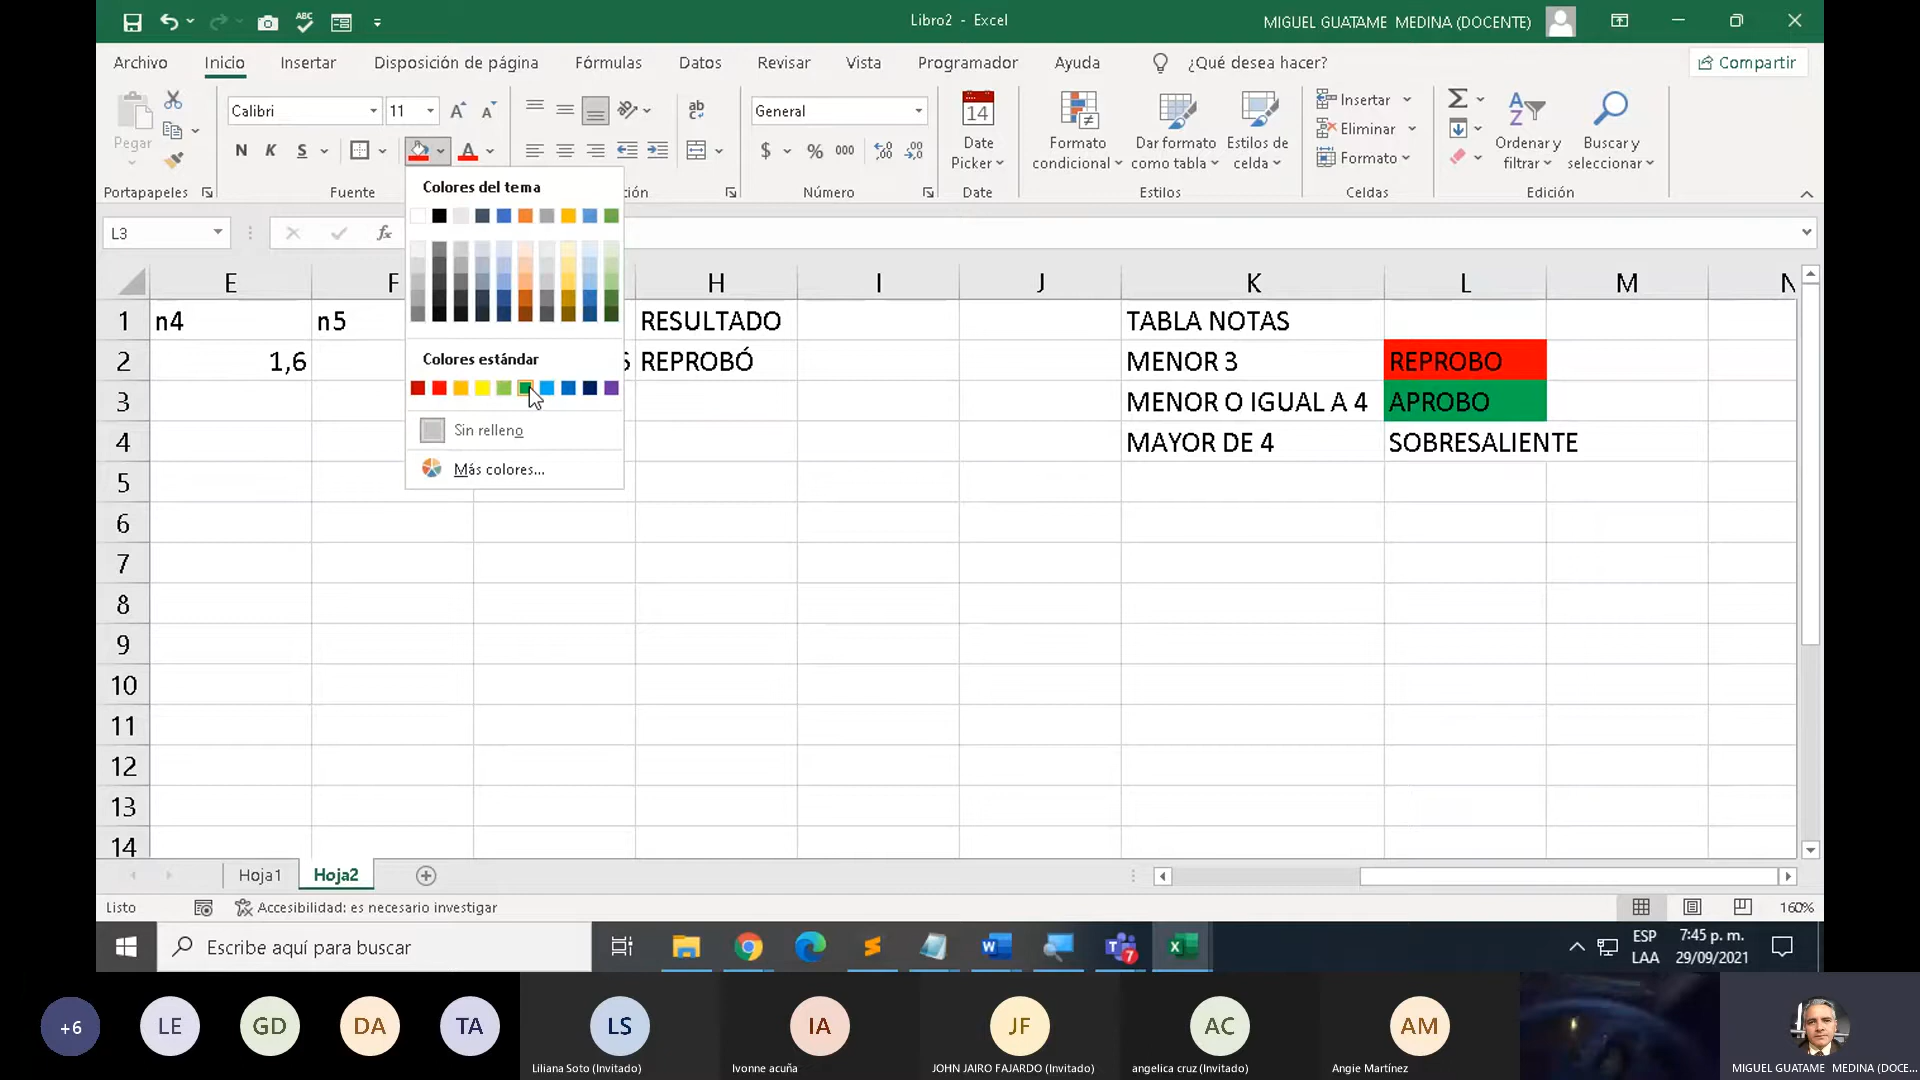 Libro2 - Excel
MIGUEL GUATAME MEDINA (DOCENTE)
Archivo
Inicio
Insertar
Disposición de página
Fórmulas
Datos
Revisar
Vista
Programador
Ayuda
¿Qué desea hacer?
Compartir
Pegar
Calibri
11
N K S
General
$ % 000
Date
Picker
Formato
condicional
Dar formato
como tabla
Estilos de
celda
Insertar
Eliminar
Formato
Ordenar y
filtrar
Buscar y
seleccionar
Portapapeles
Fuente
Número
Date
Estilos
Celdas
Edición
Colores del tema
Colores estándar
Sin relleno
Más colores...
L3
fx
E F H I J K L M N
1 n4 n5 RESULTADO TABLA NOTAS
2 1,6 REPROBÓ MENOR 3 REPROBO
3 MENOR O IGUAL A 4 APROBO
4 MAYOR DE 4 SOBRESALIENTE
5
6
7
8
9
10
11
12
13
14
Hoja1
Hoja2
Listo
Accesibilidad: es necesario investigar
160%
Escribe aquí para buscar
7
ESP
LAA
7:45 p. m.
29/09/2021
+6
LE
GD
DA
TA
LS
Liliana Soto (Invitado)
IA
Ivonne acuña
JF
JOHN JAIRO FAJARDO (Invitado)
AC
angelica cruz (Invitado)
AM
Angie Martínez
MIGUEL GUATAME MEDINA (DOCE...